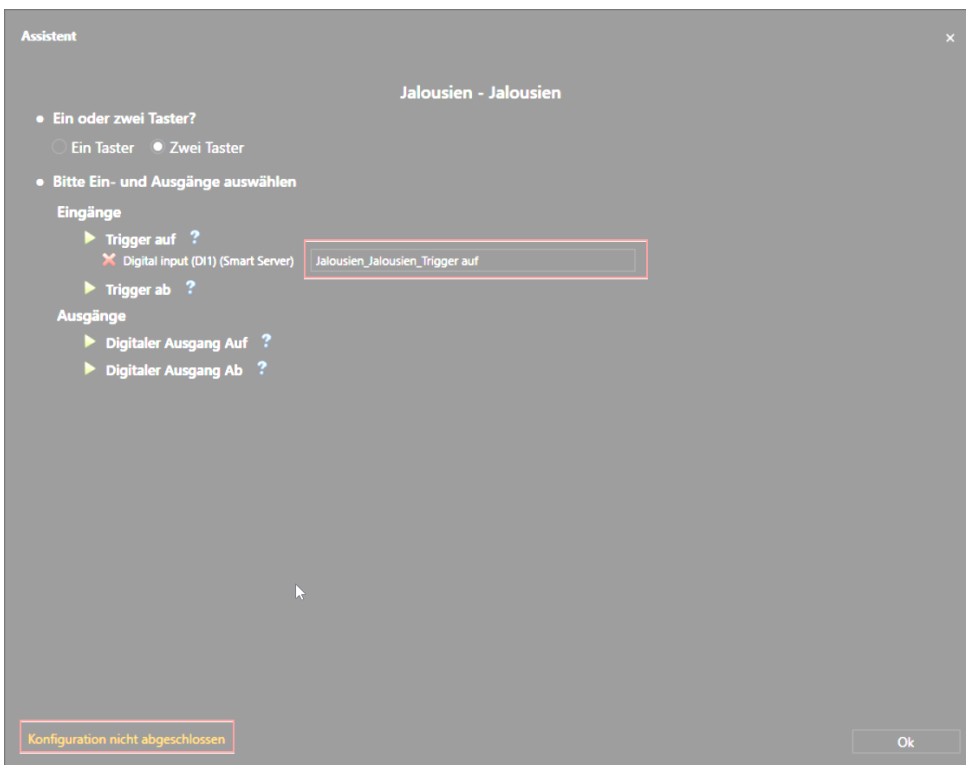 Assistent
×
Jalousien - Jalousien
• Ein oder zwei Taster?
Ein Taster Zwei Taster
• Bitte Ein- und Ausgänge auswählen
Eingänge
Trigger auf ?
Digital input (DI1) (Smart Server) Jalousien_Jalousien_Trigger auf
Trigger ab ?
Ausgänge
Digitaler Ausgang Auf ?
Digitaler Ausgang Ab ?
Konfiguration nicht abgeschlossen
Ok